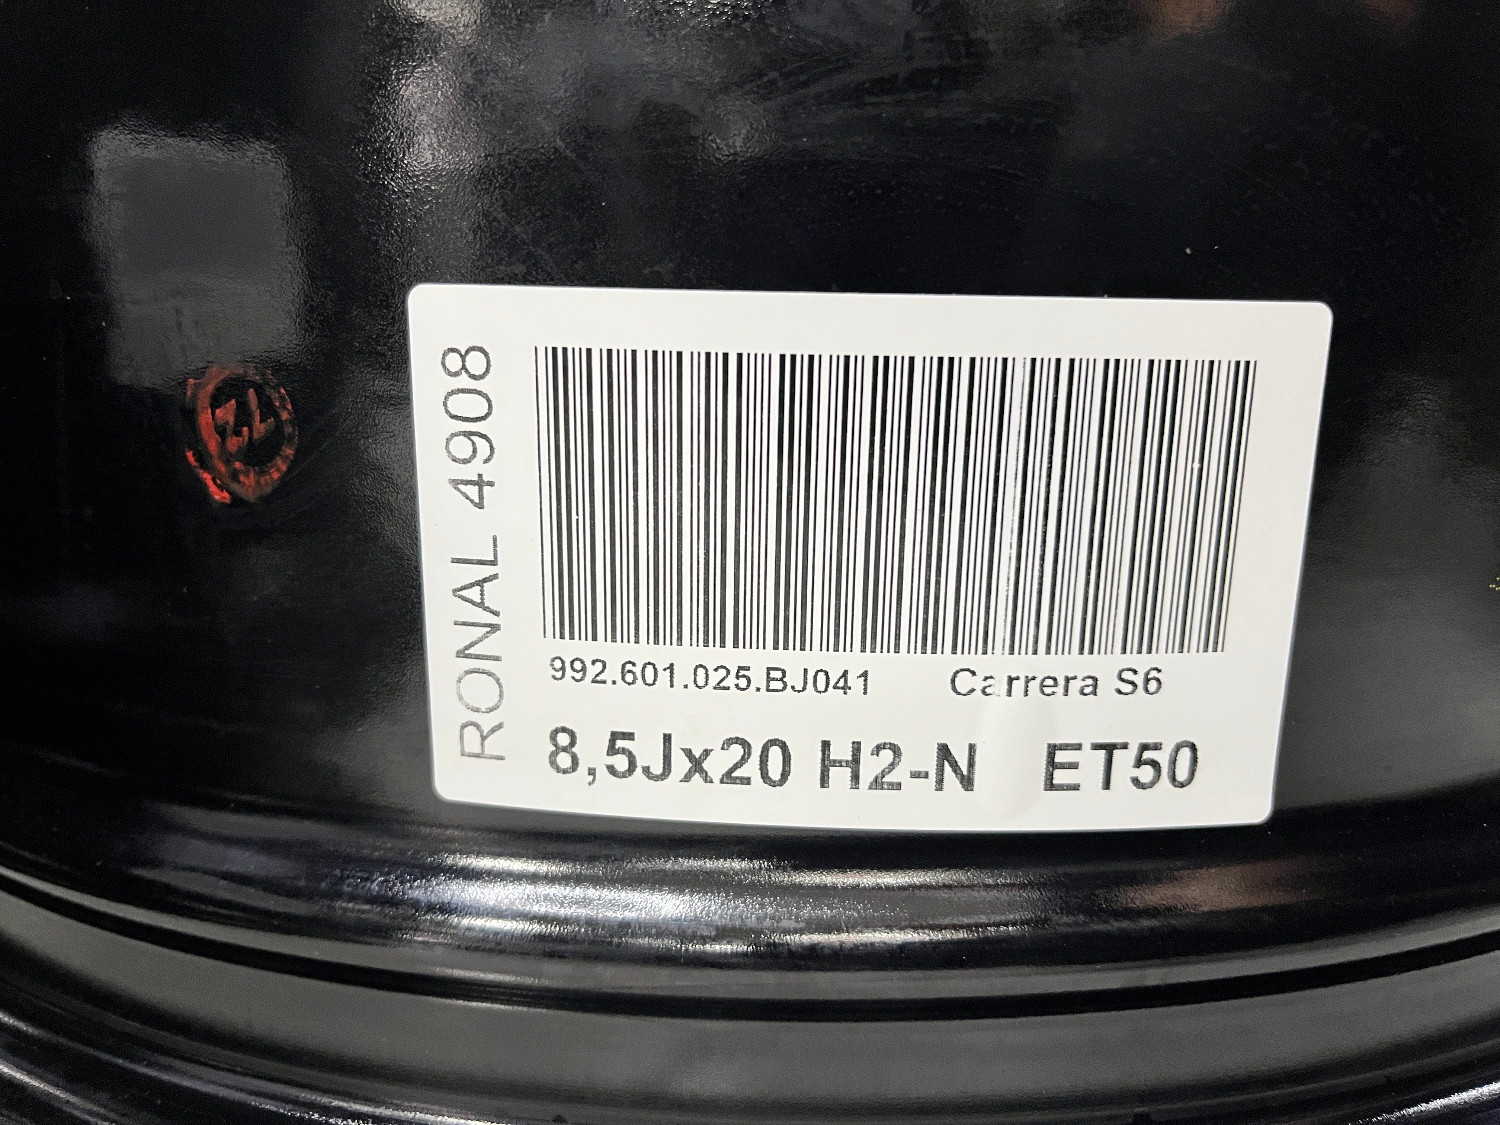 RONAL 4908
992.601.025.BJ041 Carrera S6
8,5Jx20 H2-N ET50